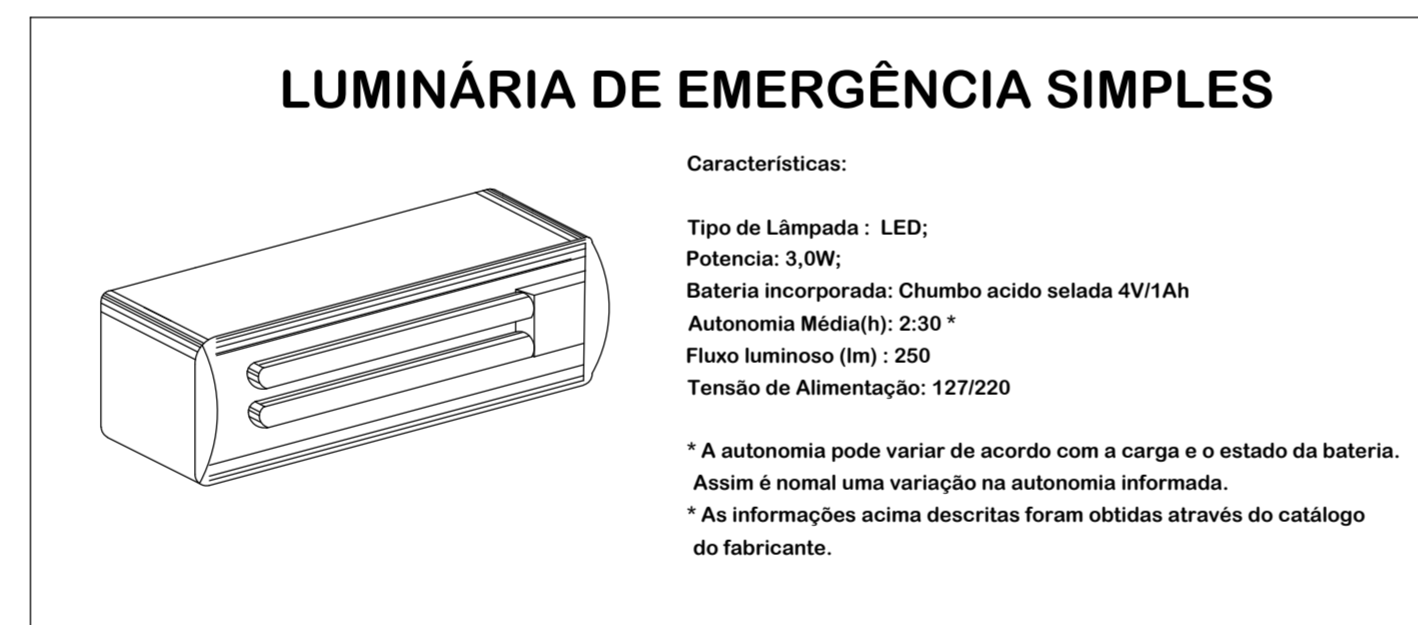 LUMINÁRIA DE EMERGÊNCIA SIMPLES
Características:
Tipo de Lâmpada : LED;
Potencia: 3,0W;
Bateria incorporada: Chumbo acido selada 4V/1Ah
Autonomia Média(h): 2:30 *
Fluxo luminoso (lm) : 250
Tensão de Alimentação: 127/220
* A autonomia pode variar de acordo com a carga e o estado da bateria.
Assim é nomal uma variação na autonomia informada.
* As informações acima descritas foram obtidas através do catálogo
do fabricante.